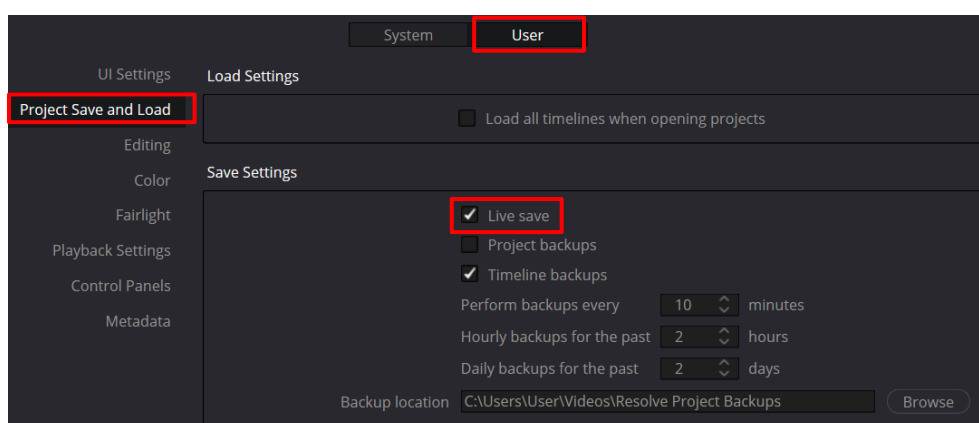 System User
UI Settings
Load Settings
Project Save and Load
Load all timelines when opening projects
Editing
Save Settings
Color
Live save
Fairlight
Project backups
Playback Settings
Timeline backups
Control Panels
Perform backups every 10 minutes
Metadata
Hourly backups for the past 2 hours
Daily backups for the past 2 days
Backup location C:\Users\User\Videos\Resolve Project Backups Browse